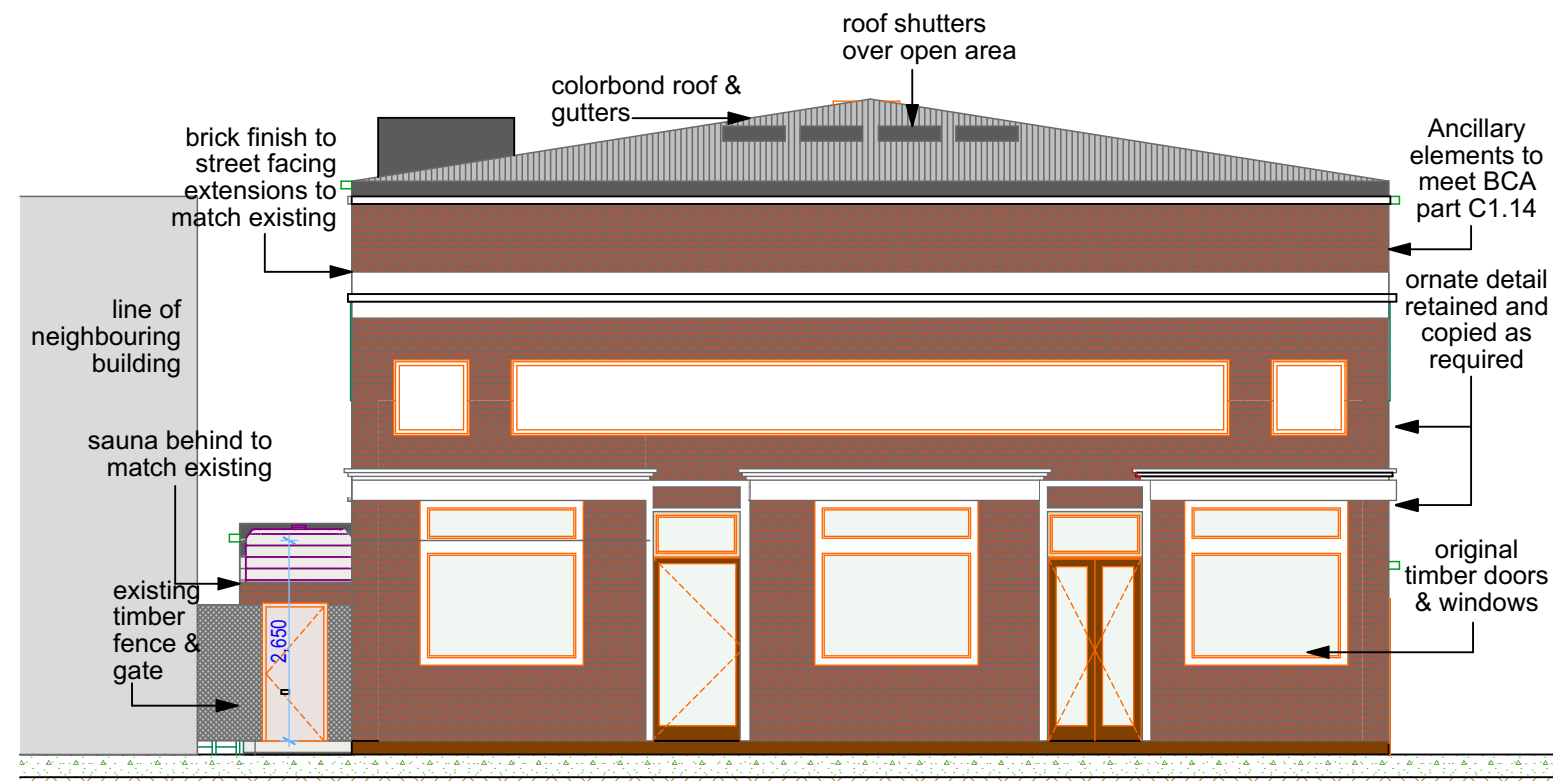 roof shutters
over open area
colorbond roof &
gutters
brick finish to
street facing
extensions to
match existing
Ancillary
elements to
meet BCA
part C1.14
line of
neighbouring
building
ornate detail
retained and
copied as
required
sauna behind to
match existing
existing
timber
fence &
gate
2,650
original
timber doors
& windows